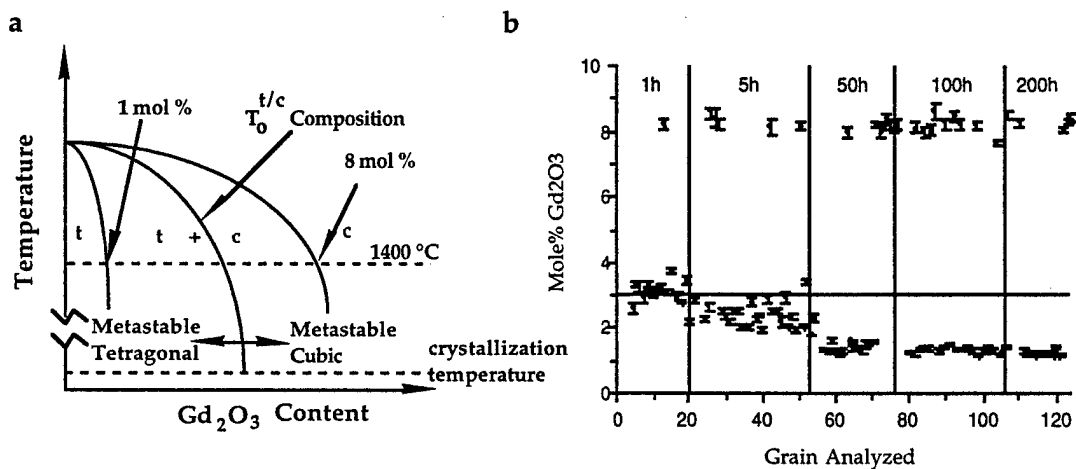 a
Temperature
1 mol %
T₀ᵗ/ᶜ Composition
8 mol %
t
t + c
c
1400 °C
Metastable Tetragonal
Metastable Cubic
crystallization temperature
Gd₂O₃ Content
b
Mole% Gd2O3
10
8
6
4
2
0
1h
5h
50h
100h
200h
0 20 40 60 80 100 120
Grain Analyzed